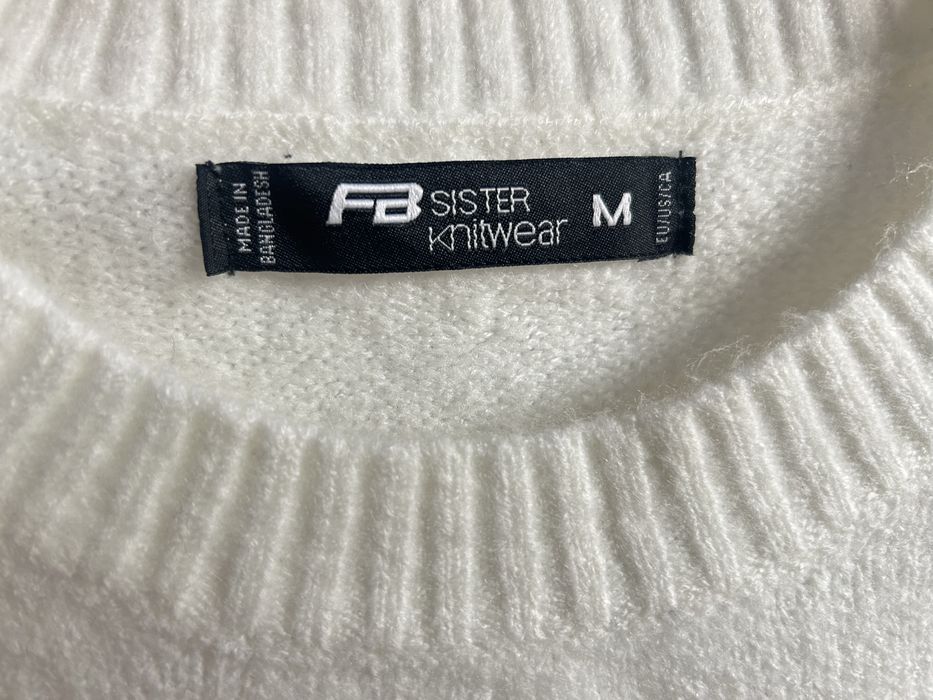 MADE IN
BANGLADESH
FB SISTER
knitwear
M
EU/US/CA